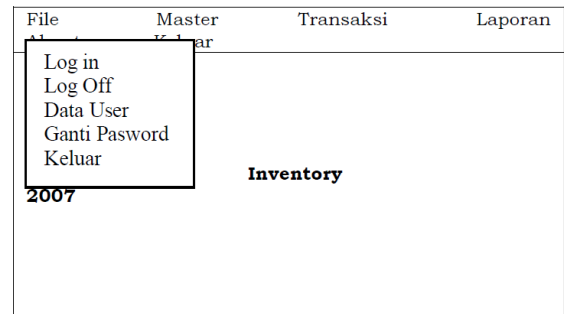 File Master Transaksi Laporan
Log in
Log Off
Data User
Ganti Pasword
Keluar
Inventory
2007